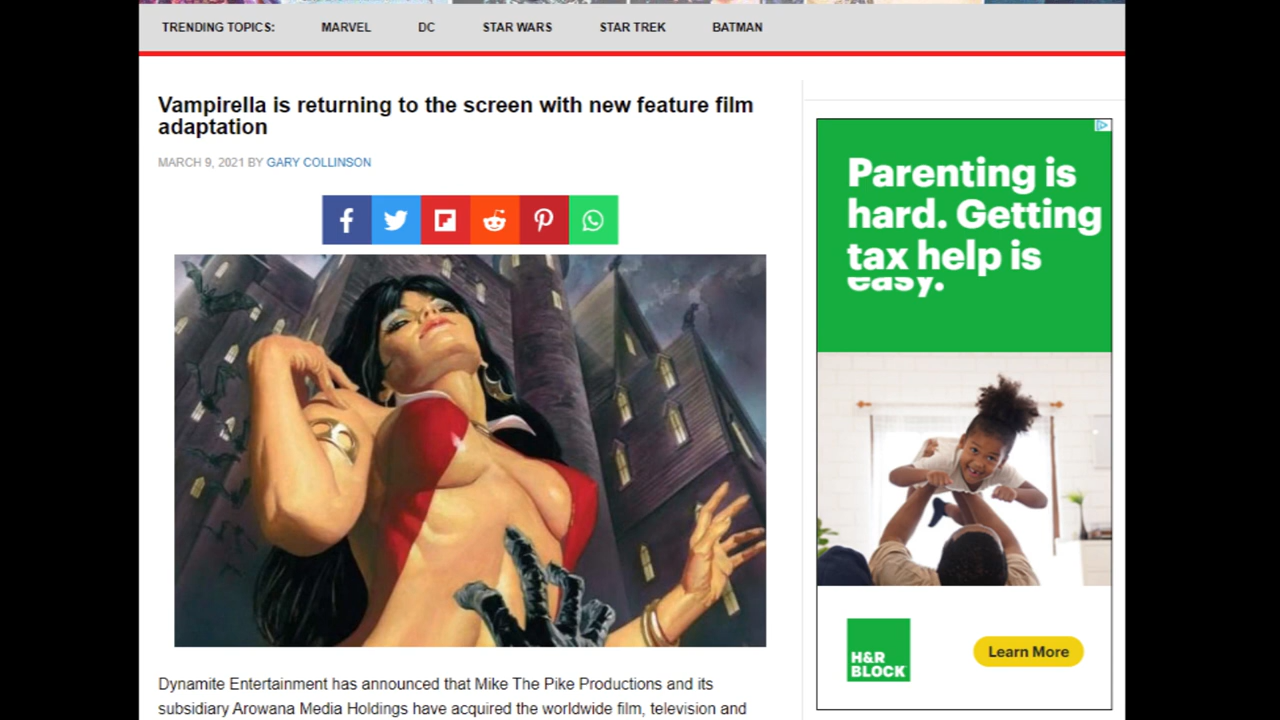 TRENDING TOPICS: MARVEL DC STAR WARS STAR TREK BATMAN
Vampirella is returning to the screen with new feature film
adaptation
MARCH 9, 2021 BY GARY COLLINSON
Dynamite Entertainment has announced that Mike The Pike Productions and its
subsidiary Arowana Media Holdings have acquired the worldwide film, television and
Parenting is
hard. Getting
tax help is
easy.
H&R
BLOCK
Learn More